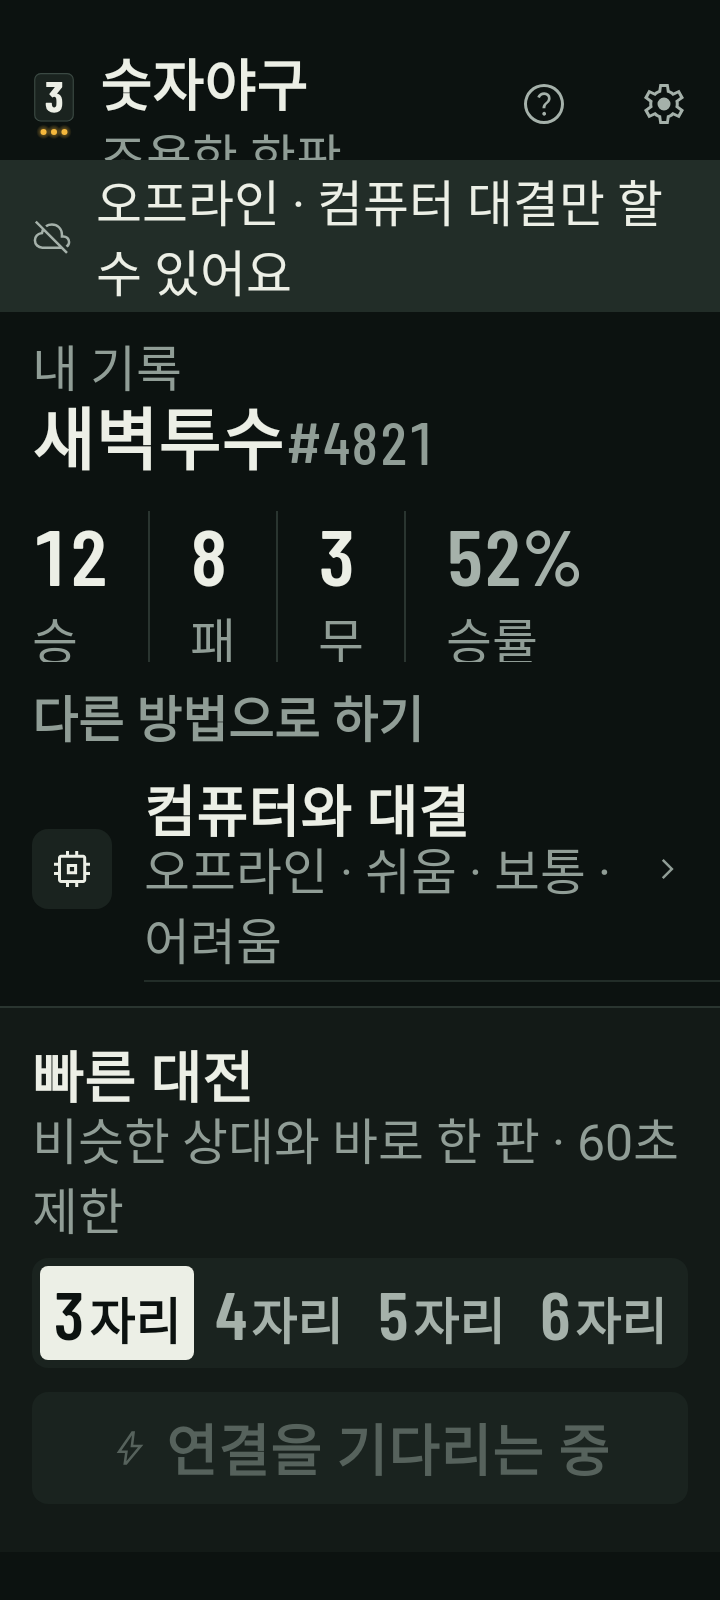 3
숫자야구
조용한 한판
오프라인 · 컴퓨터 대결만 할
수 있어요
내 기록
새벽투수#4821
12 8 3 52%
승 패 무 승률
다른 방법으로 하기
컴퓨터와 대결
오프라인 · 쉬움 · 보통 ·
어려움
빠른 대전
비슷한 상대와 바로 한 판 · 60초
제한
3자리 4자리 5자리 6자리
연결을 기다리는 중